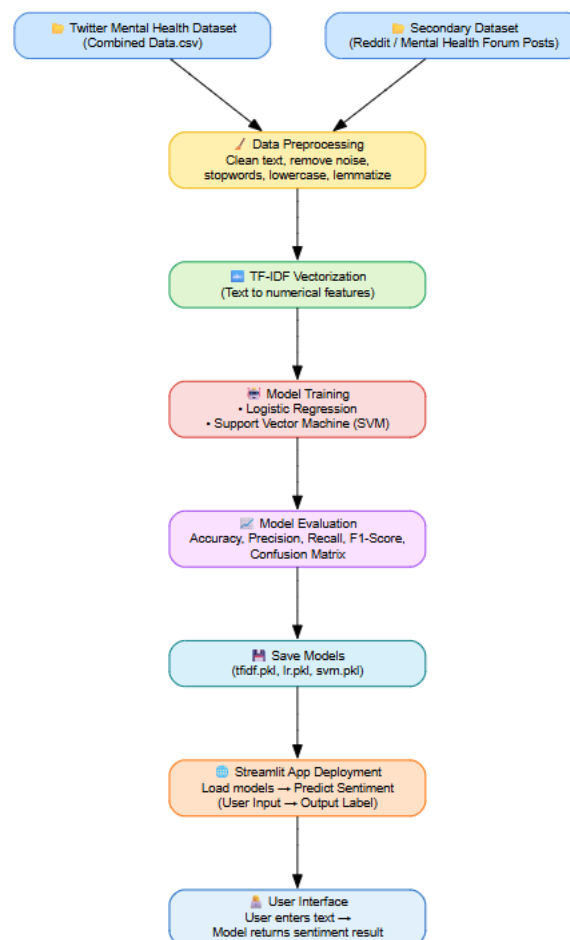 Twitter Mental Health Dataset
(Combined Data.csv)
Secondary Dataset
(Reddit / Mental Health Forum Posts)
Data Preprocessing
Clean text, remove noise,
stopwords, lowercase, lemmatize
TF-IDF Vectorization
(Text to numerical features)
Model Training
• Logistic Regression
• Support Vector Machine (SVM)
Model Evaluation
Accuracy, Precision, Recall, F1-Score,
Confusion Matrix
Save Models
(tfidf.pkl, lr.pkl, svm.pkl)
Streamlit App Deployment
Load models → Predict Sentiment
(User Input → Output Label)
User Interface
User enters text →
Model returns sentiment result